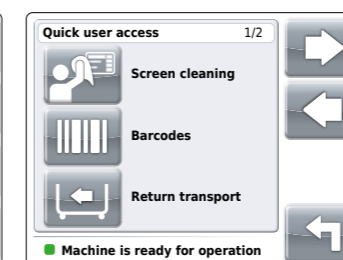 Quick user access 1/2
Screen cleaning
Barcodes
Return transport
Machine is ready for operation